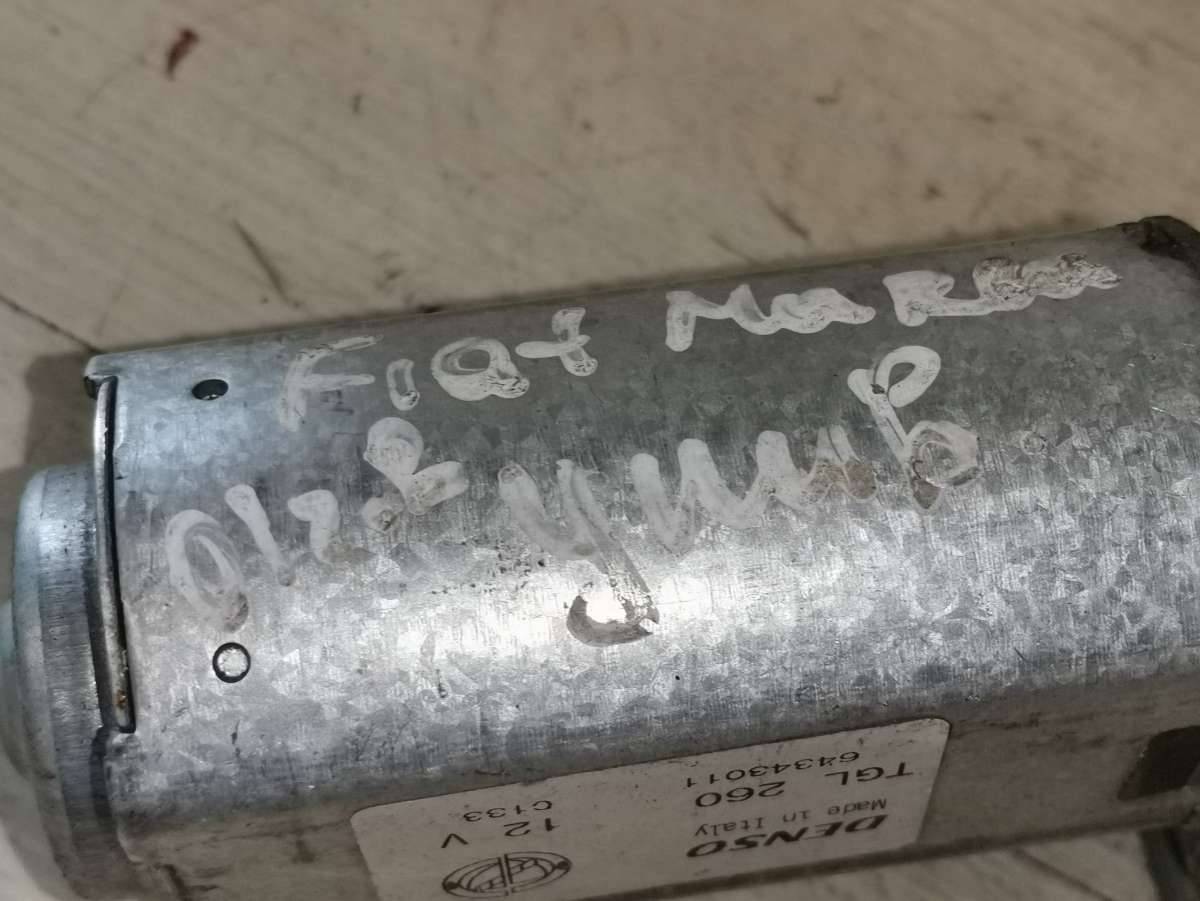 Fiat Marea
DENSO
Made in Italy
TGL 260
64343011
12 V
C133